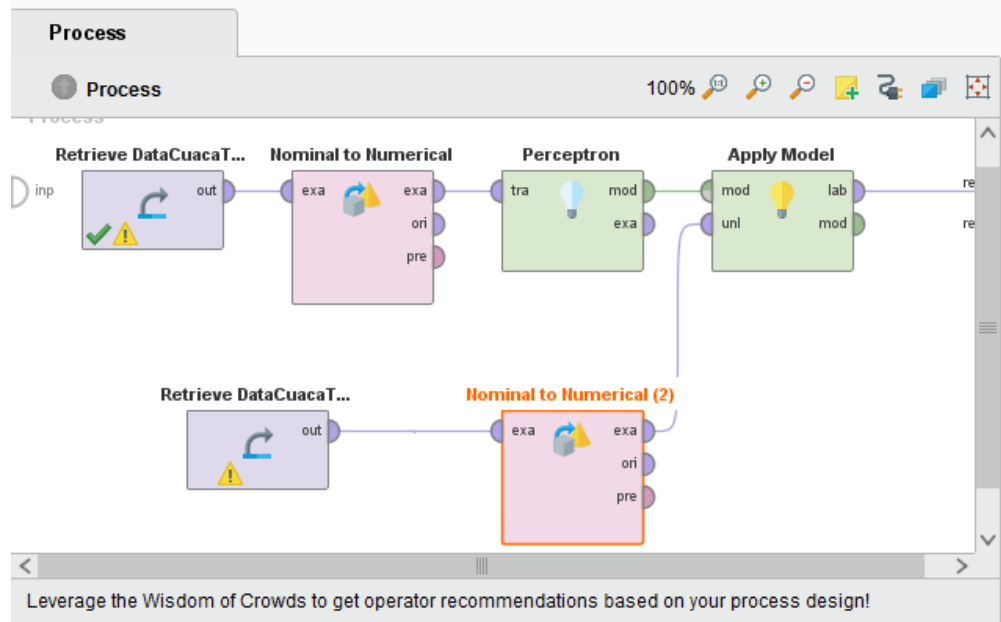 Process
Process
100%
Process
Retrieve DataCuacaT...
Nominal to Numerical
Perceptron
Apply Model
inp
out
exa
exa
ori
pre
tra
mod
exa
mod
lab
unl
mod
re
re
Retrieve DataCuacaT...
Nominal to Numerical (2)
out
exa
exa
ori
pre
Leverage the Wisdom of Crowds to get operator recommendations based on your process design!